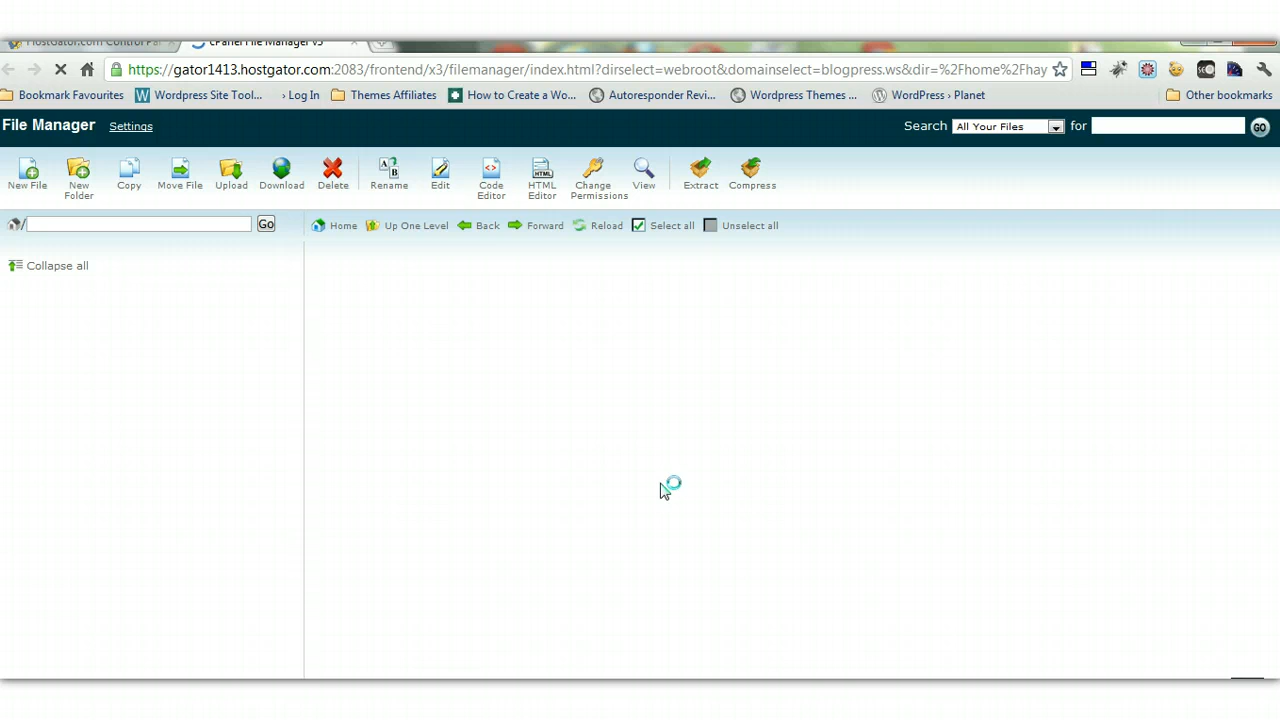 HostGator.com Control Pa
cPanel File Manager v3
https://gator1413.hostgator.com:2083/frontend/x3/filemanager/index.html?dirselect=webroot&domainselect=blogpress.ws&dir=%2Fhome%2Fhay
Bookmark Favourites
Wordpress Site Tool...
› Log In
Themes Affiliates
How to Create a Wo...
Autoresponder Revi...
Wordpress Themes ...
WordPress › Planet
Other bookmarks
File Manager
Settings
Search
All Your Files
for
GO
New File
New Folder
Copy
Move File
Upload
Download
Delete
Rename
Edit
Code Editor
HTML Editor
Change Permissions
View
Extract
Compress
/
Go
Home
Up One Level
Back
Forward
Reload
Select all
Unselect all
Collapse all